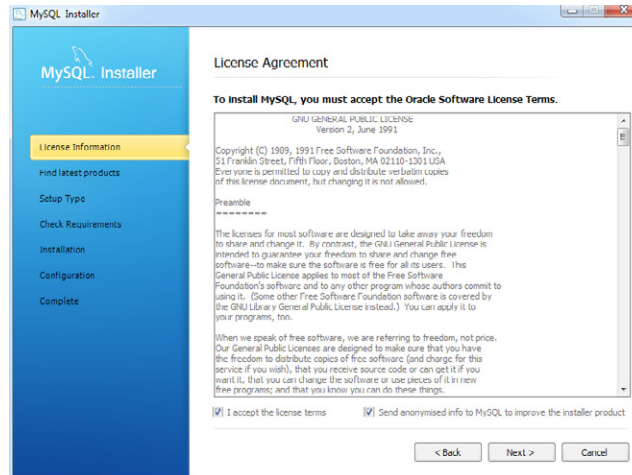 MySQL Installer
MySQL. Installer
License Information
Find latest products
Setup Type
Check Requirements
Installation
Configuration
Complete
License Agreement
To install MySQL, you must accept the Oracle Software License Terms.
GNU GENERAL PUBLIC LICENSE
Version 2, June 1991
Copyright (C) 1989, 1991 Free Software Foundation, Inc.,
51 Franklin Street, Fifth Floor, Boston, MA 02110-1301 USA
Everyone is permitted to copy and distribute verbatim copies
of this license document, but changing it is not allowed.
Preamble
========
The licenses for most software are designed to take away your freedom
to share and change it. By contrast, the GNU General Public License is
intended to guarantee your freedom to share and change free
software--to make sure the software is free for all its users. This
General Public License applies to most of the Free Software
Foundation's software and to any other program whose authors commit to
using it. (Some other Free Software Foundation software is covered by
the GNU Library General Public License instead.) You can apply it to
your programs, too.
When we speak of free software, we are referring to freedom, not price.
Our General Public Licenses are designed to make sure that you have
the freedom to distribute copies of free software (and charge for this
service if you wish), that you receive source code or can get it if you
want it, that you can change the software or use pieces of it in new
free programs; and that you know you can do these things.
I accept the license terms
Send anonymised info to MySQL to improve the installer product
< Back
Next >
Cancel